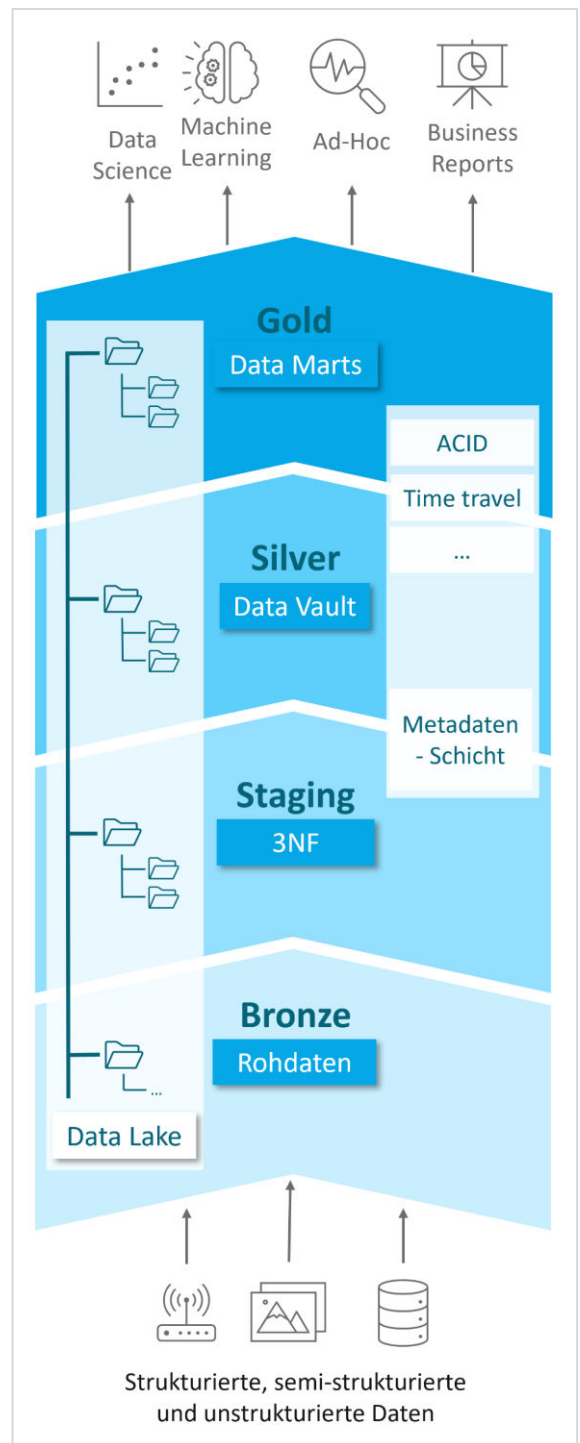 Data
Science
Machine
Learning
Ad-Hoc
Business
Reports
Gold
Data Marts
ACID
Time travel
...
Silver
Data Vault
Metadaten
- Schicht
Staging
3NF
Bronze
Rohdaten
...
Data Lake
Strukturierte, semi-strukturierte
und unstrukturierte Daten